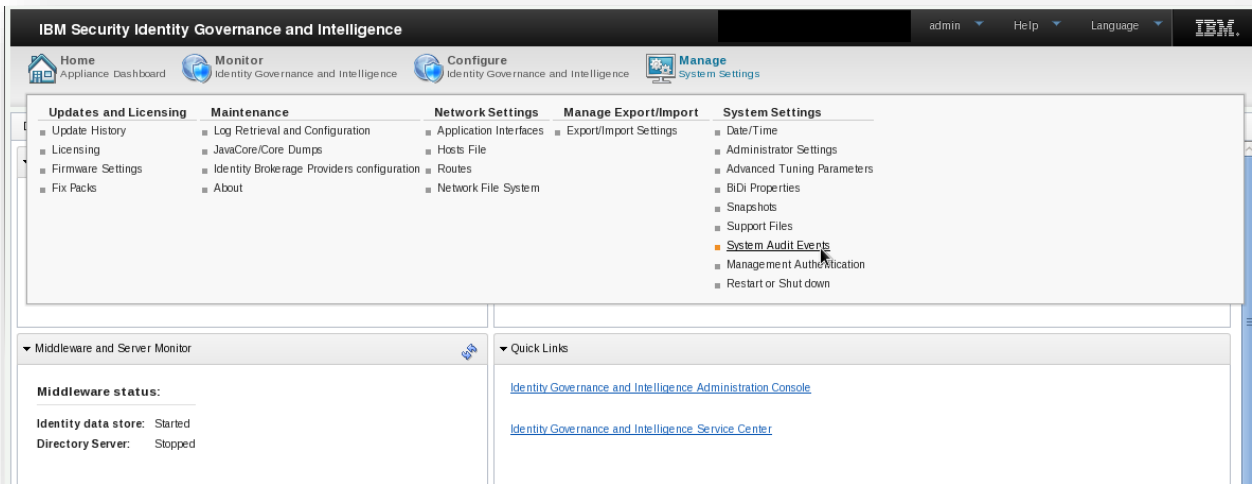 IBM Security Identity Governance and Intelligence
admin Help Language IBM.
Home
Appliance Dashboard
Monitor
Identity Governance and Intelligence
Configure
Identity Governance and Intelligence
Manage
System Settings
Updates and Licensing
Update History
Licensing
Firmware Settings
Fix Packs
Maintenance
Log Retrieval and Configuration
JavaCore/Core Dumps
Identity Brokerage Providers configuration
About
Network Settings
Application Interfaces
Hosts File
Routes
Network File System
Manage Export/Import
Export/Import Settings
System Settings
Date/Time
Administrator Settings
Advanced Tuning Parameters
BiDi Properties
Snapshots
Support Files
System Audit Events
Management Authentication
Restart or Shut down
Middleware and Server Monitor
Middleware status:
Identity data store: Started
Directory Server: Stopped
Quick Links
Identity Governance and Intelligence Administration Console
Identity Governance and Intelligence Service Center